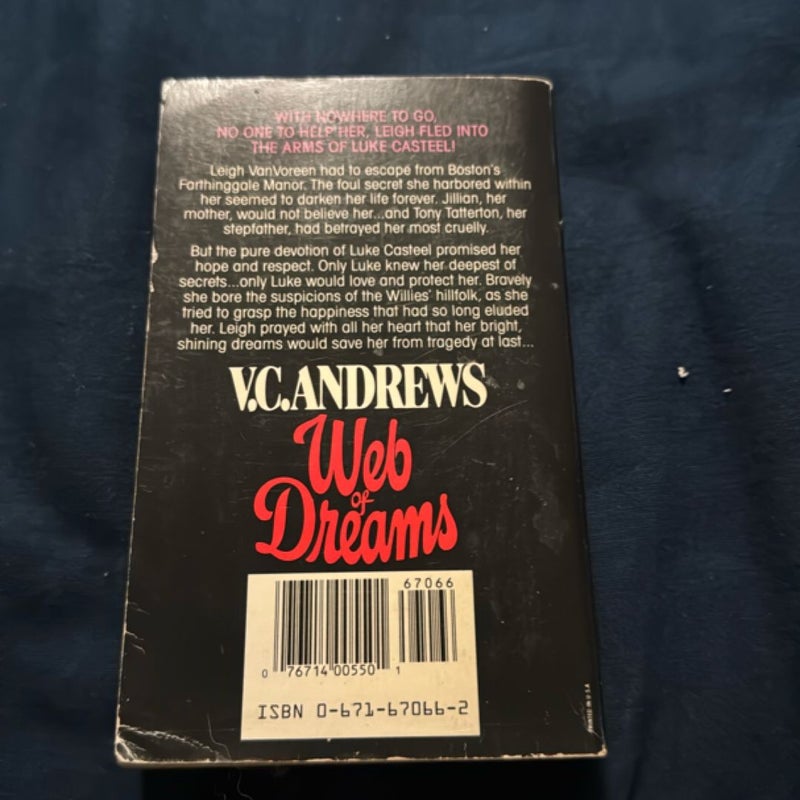 WITH NOWHERE TO GO,
NO ONE TO HELP HER, LEIGH FLED INTO
THE ARMS OF LUKE CASTEEL!
Leigh VanVoreen had to escape from Boston's
Farthinggale Manor. The foul secret she harbored within
her seemed to darken her life forever. Jillian, her
mother, would not believe her...and Tony Tatterton, her
stepfather, had betrayed her most cruelly.
But the pure devotion of Luke Casteel promised her
hope and respect. Only Luke knew her deepest of
secrets...only Luke would love and protect her. Bravely
she bore the suspicions of the Willies' hillfolk, as she
tried to grasp the happiness that had so long eluded
her. Leigh prayed with all her heart that her bright,
shining dreams would save her from tragedy at last...
V.C. ANDREWS
Web
of
Dreams
67066
0 76714 00550 1
ISBN 0-671-67066-2
PRINTED IN U.S.A.